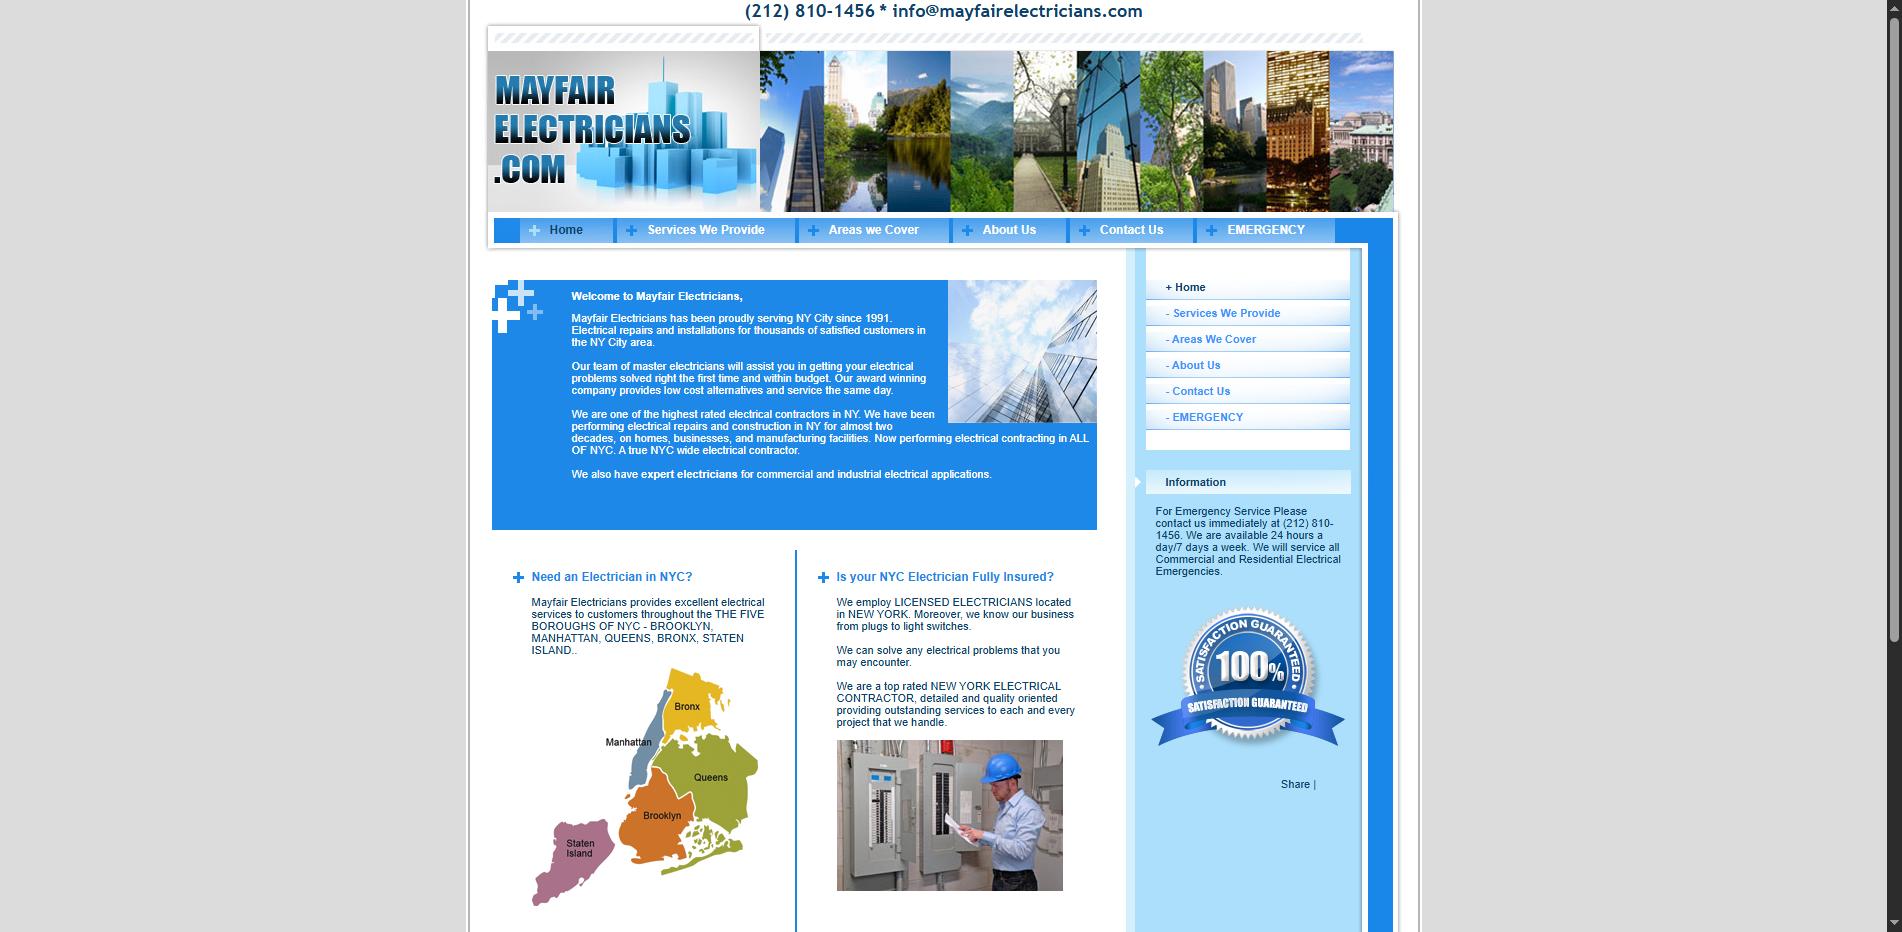 (212) 810-1456 * info@mayfairelectricians.com
MAYFAIR
ELECTRICIANS
.COM
Home
Services We Provide
Areas we Cover
About Us
Contact Us
EMERGENCY
Welcome to Mayfair Electricians,
Mayfair Electricians has been proudly serving NY City since 1991.
Electrical repairs and installations for thousands of satisfied customers in
the NY City area.
Our team of master electricians will assist you in getting your electrical
problems solved right the first time and within budget. Our award winning
company provides low cost alternatives and service the same day.
We are one of the highest rated electrical contractors in NY. We have been
performing electrical repairs and construction in NY for almost two
decades, on homes, businesses, and manufacturing facilities. Now performing electrical contracting in ALL
OF NYC. A true NYC wide electrical contractor.
We also have expert electricians for commercial and industrial electrical applications.
Need an Electrician in NYC?
Mayfair Electricians provides excellent electrical
services to customers throughout the THE FIVE
BOROUGHS OF NYC - BROOKLYN,
MANHATTAN, QUEENS, BRONX, STATEN
ISLAND..
Bronx
Manhattan
Queens
Brooklyn
Staten
Island
Is your NYC Electrician Fully Insured?
We employ LICENSED ELECTRICIANS located
in NEW YORK. Moreover, we know our business
from plugs to light switches.
We can solve any electrical problems that you
may encounter.
We are a top rated NEW YORK ELECTRICAL
CONTRACTOR, detailed and quality oriented
providing outstanding services to each and every
project that we handle.
+ Home
- Services We Provide
- Areas We Cover
- About Us
- Contact Us
- EMERGENCY
Information
For Emergency Service Please
contact us immediately at (212) 810-
1456. We are available 24 hours a
day/7 days a week. We will service all
Commercial and Residential Electrical
Emergencies.
SATISFACTION GUARANTEED
100%
SATISFACTION GUARANTEED
Share |